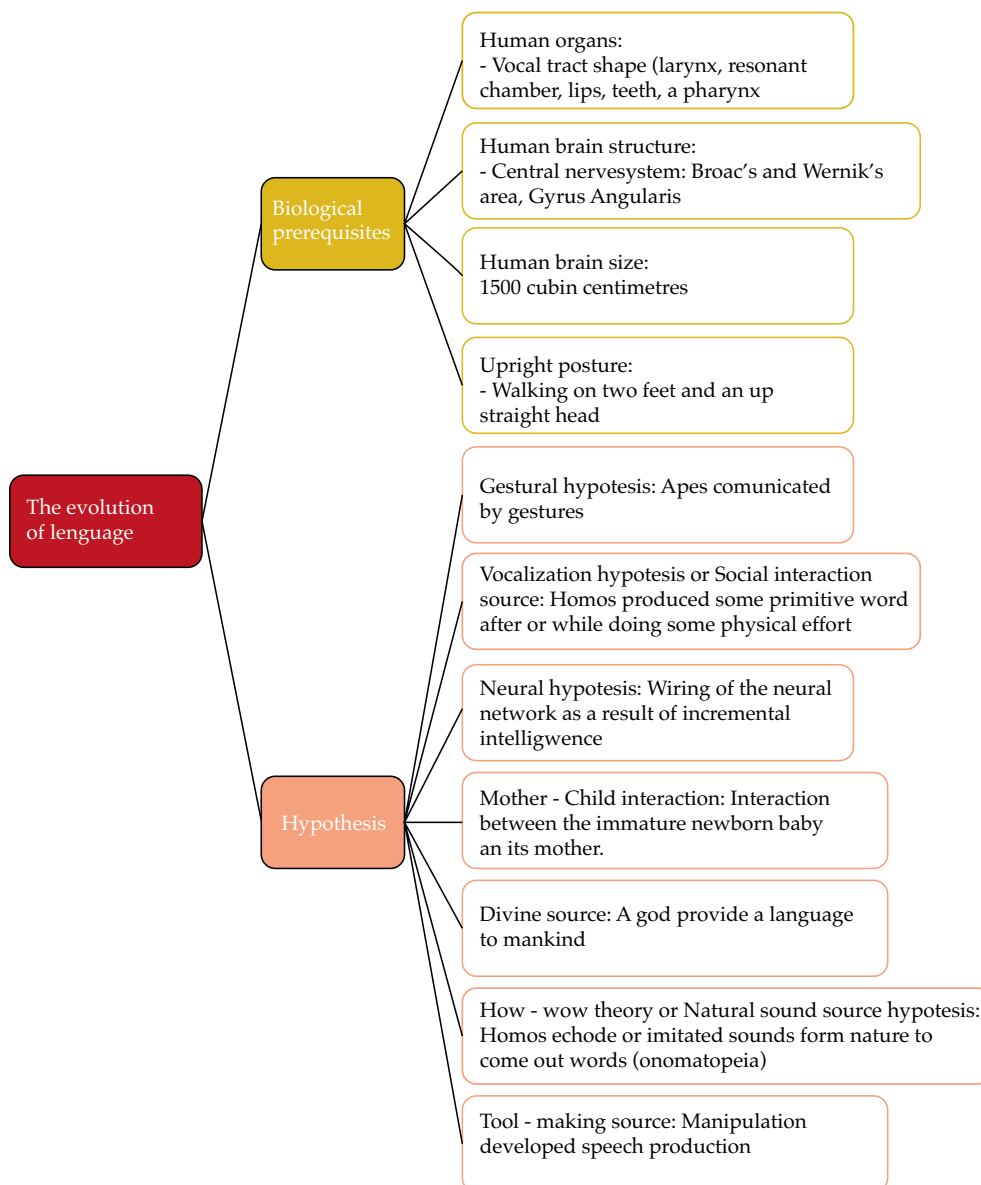 Human organs:
- Vocal tract shape (larynx, resonant
chamber, lips, teeth, a pharynx
Human brain structure:
- Central nervesystem: Broac’s and Wernik’s
area, Gyrus Angularis
Biological
prerequisites
Human brain size:
1500 cubin centimetres
Upright posture:
- Walking on two feet and an up
straight head
The evolution
of lenguage
Gestural hypotesis: Apes comunicated
by gestures
Vocalization hypotesis or Social interaction
source: Homos produced some primitive word
after or while doing some physical effort
Neural hypotesis: Wiring of the neural
network as a result of incremental
intelligwence
Hypothesis
Mother - Child interaction: Interaction
between the immature newborn baby
an its mother.
Divine source: A god provide a language
to mankind
How - wow theory or Natural sound source hypotesis:
Homos echode or imitated sounds form nature to
come out words (onomatopeia)
Tool - making source: Manipulation
developed speech production